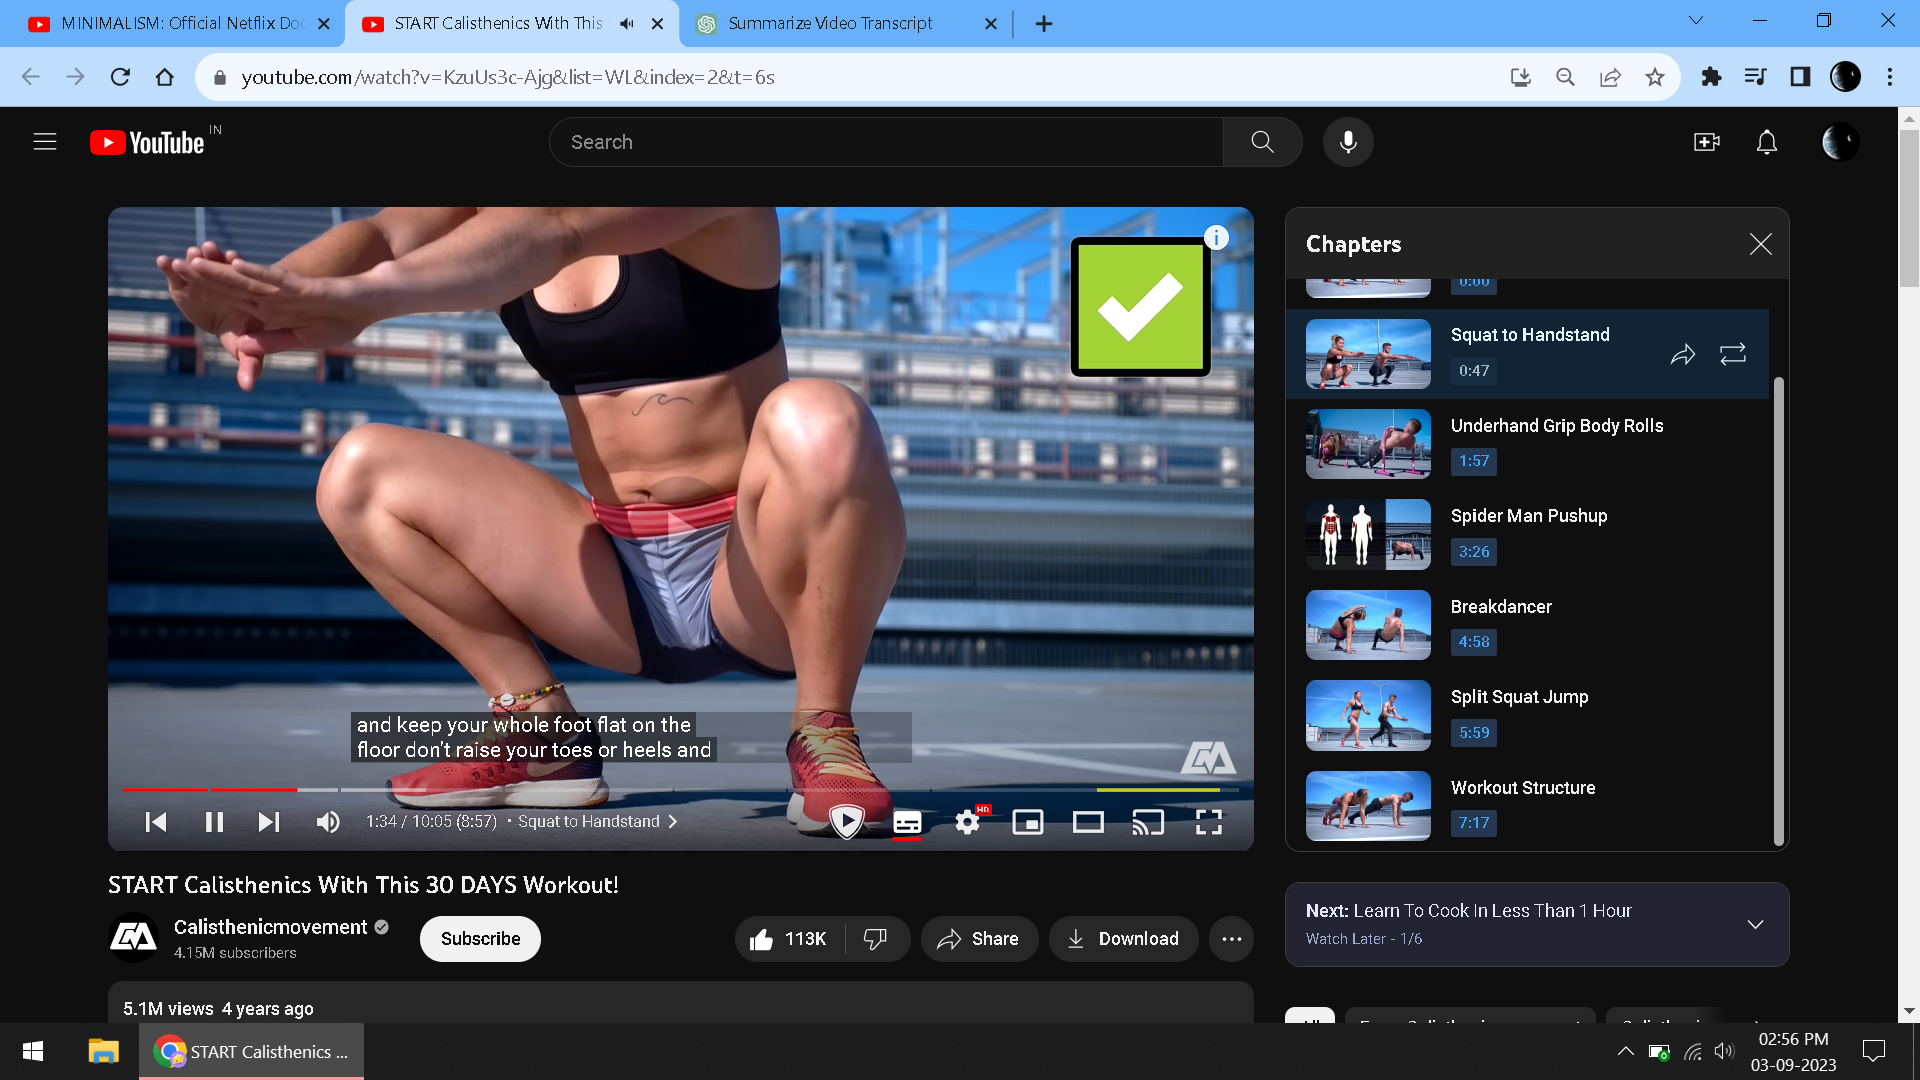 MINIMALISM: Official Netflix Doc
START Calisthenics With This
Summarize Video Transcript
youtube.com/watch?v=KzuUs3c-Ajg&list=WL&index=2&t=6s
YouTube IN
Search
Chapters
0:00
Squat to Handstand
0:47
Underhand Grip Body Rolls
1:57
Spider Man Pushup
3:26
Breakdancer
4:58
Split Squat Jump
5:59
Workout Structure
7:17
and keep your whole foot flat on the
floor don't raise your toes or heels and
1:34 / 10:05 (8:57) • Squat to Handstand
HD
START Calisthenics With This 30 DAYS Workout!
Calisthenicmovement
4.15M subscribers
Subscribe
113K
Share
Download
Next: Learn To Cook In Less Than 1 Hour
Watch Later - 1/6
5.1M views 4 years ago
START Calisthenics ...
02:56 PM
03-09-2023